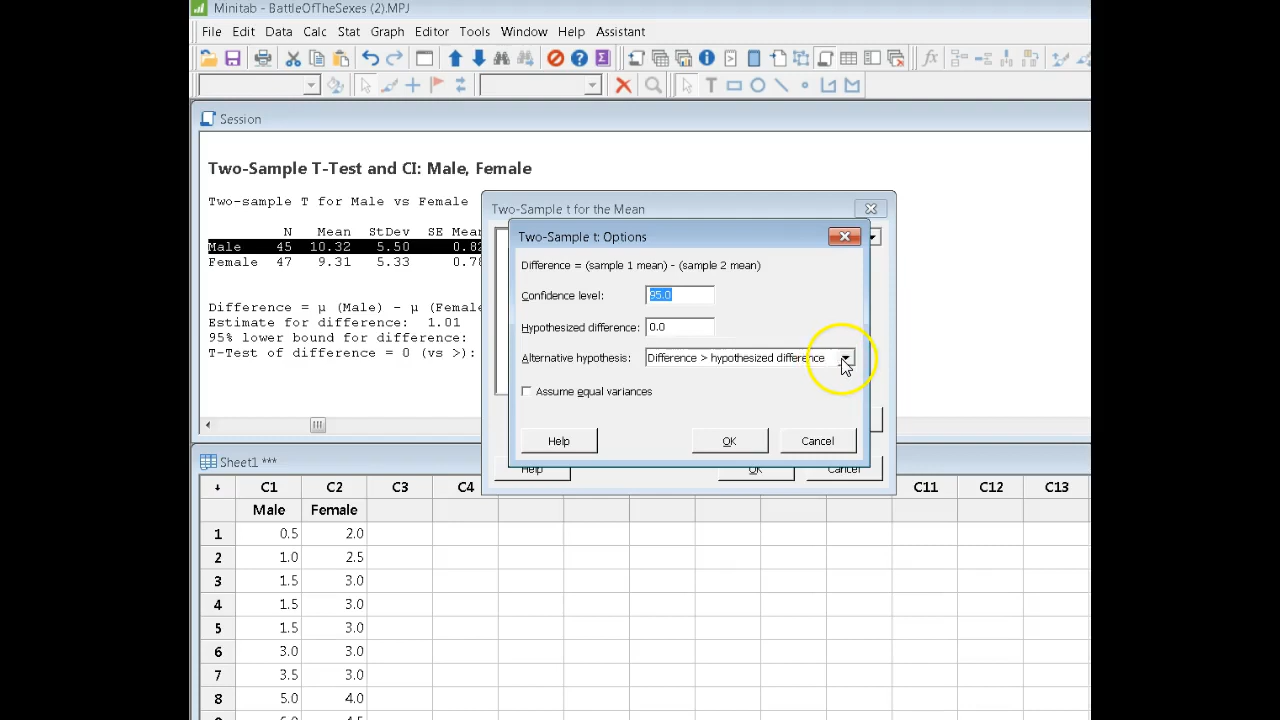 Minitab - BattleOfTheSexes (2).MPJ
File Edit Data Calc Stat Graph Editor Tools Window Help Assistant
Session
Two-Sample T-Test and CI: Male, Female
Two-sample T for Male vs Female
N Mean StDev SE Mean
Male 45 10.32 5.50 0.82
Female 47 9.31 5.33 0.78
Difference = μ (Male) - μ (Female
Estimate for difference: 1.01
95% lower bound for difference:
T-Test of difference = 0 (vs >):
Two-Sample t for the Mean
Two-Sample t: Options
Difference = (sample 1 mean) - (sample 2 mean)
Confidence level: 95.0
Hypothesized difference: 0.0
Alternative hypothesis: Difference > hypothesized difference
Assume equal variances
Help OK Cancel
Help OK Cancel
Sheet1 ***
C1 C2 C3 C4 C11 C12 C13
Male Female
1 0.5 2.0
2 1.0 2.5
3 1.5 3.0
4 1.5 3.0
5 1.5 3.0
6 3.0 3.0
7 3.5 3.0
8 5.0 4.0